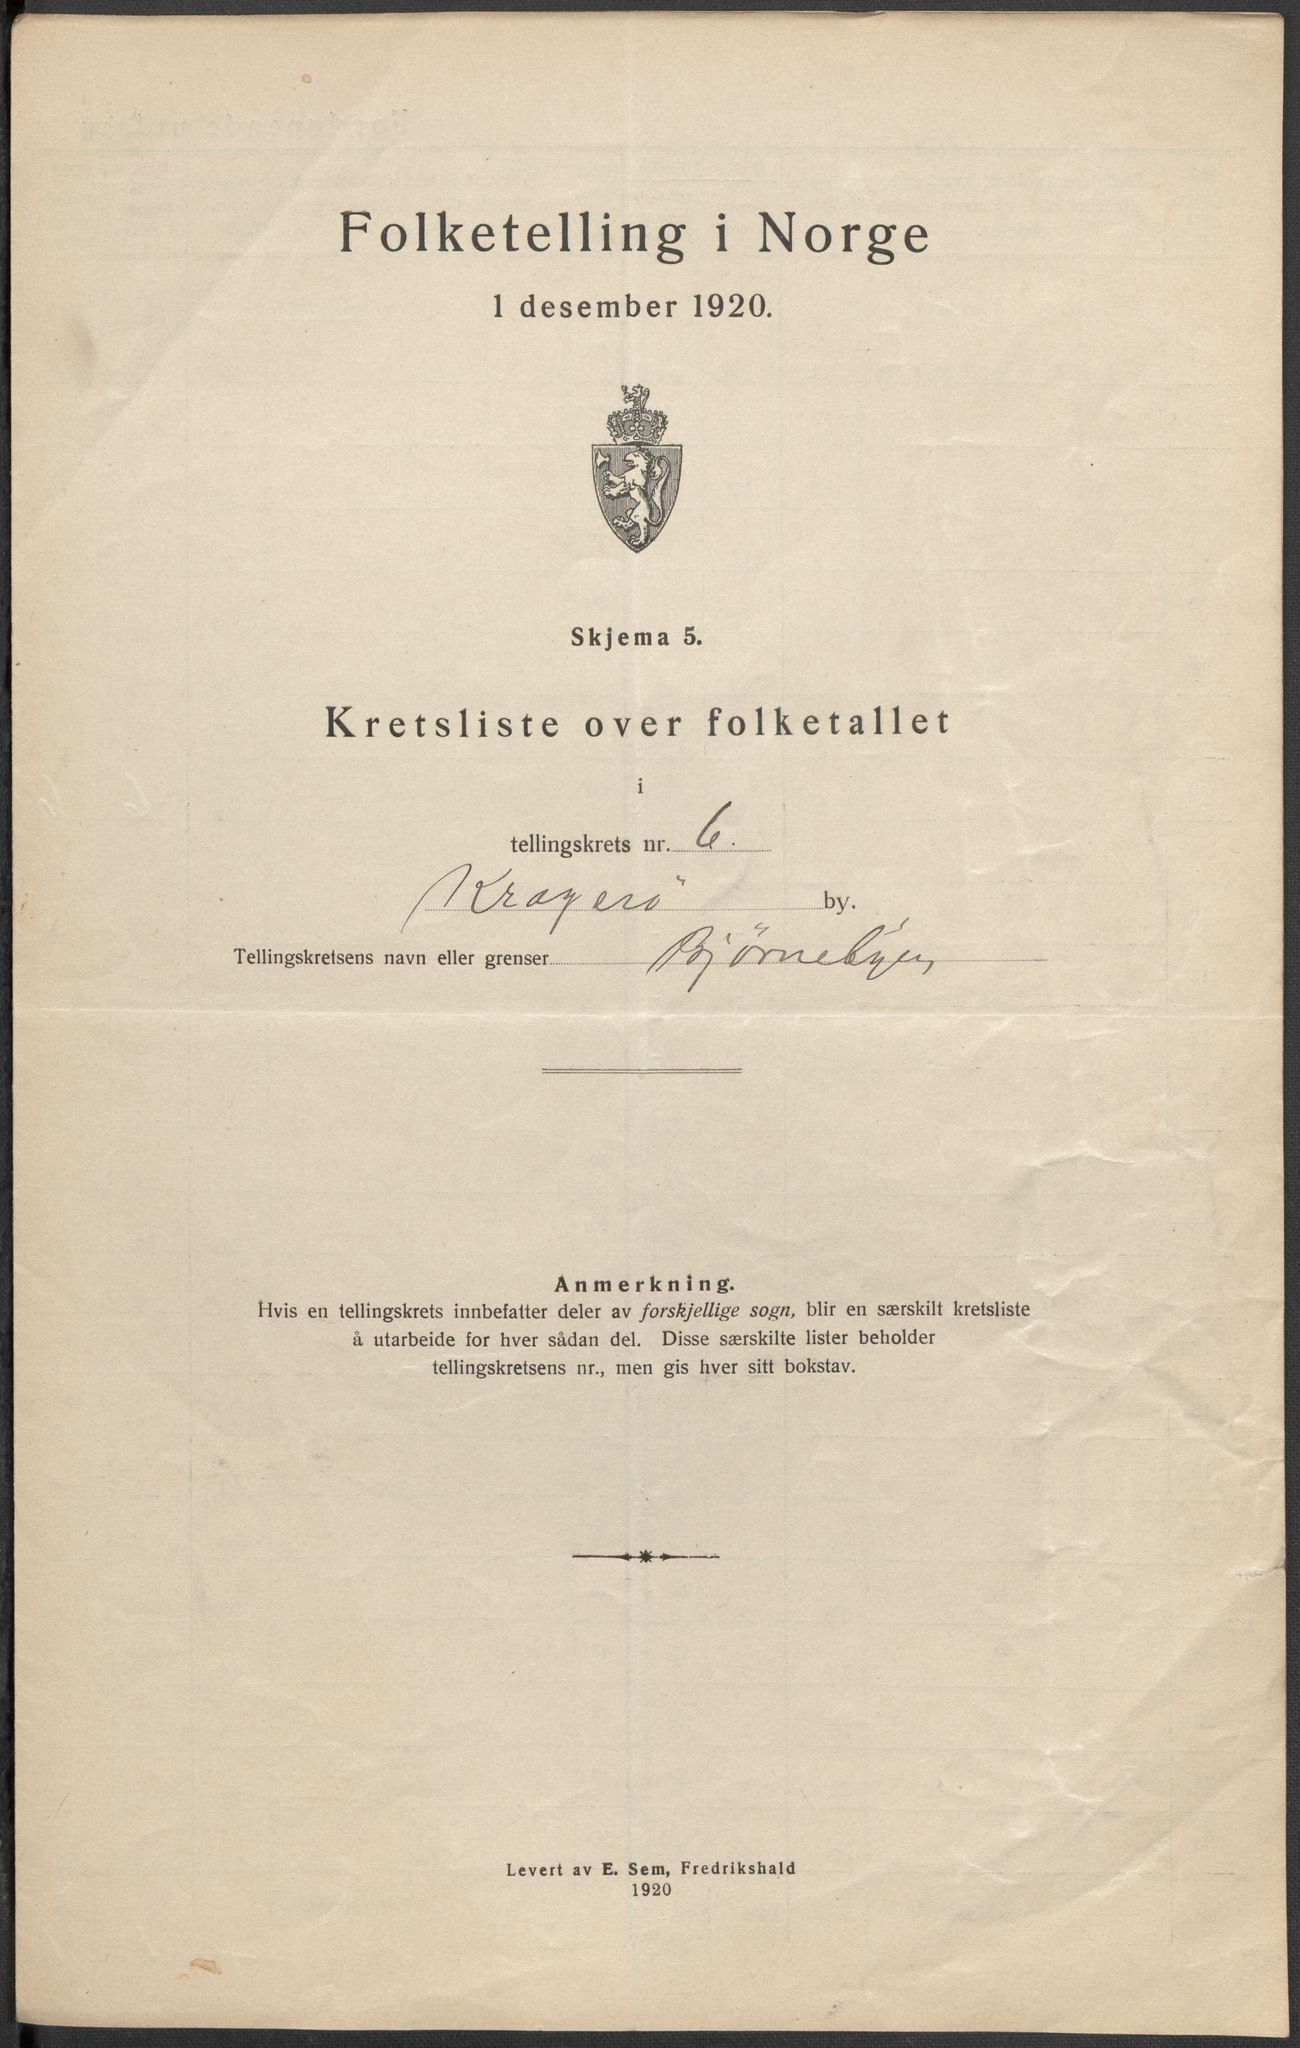 Folketelling i Norge
1 desember 1920.
Skjema 5.
Kretsliste over folketallet
i
tellingskrets nr. 6.
Kragerö by.
Tellingskretsens navn eller grenser Bjørnebyen
Anmerkning.
Hvis en tellingskrets innbefatter deler av forskjellige sogn, blir en særskilt kretsliste
å utarbeide for hver sådan del. Disse særskilte lister beholder
tellingskretsens nr., men gis hver sitt bokstav.
Levert av E. Sem, Fredrikshald
1920